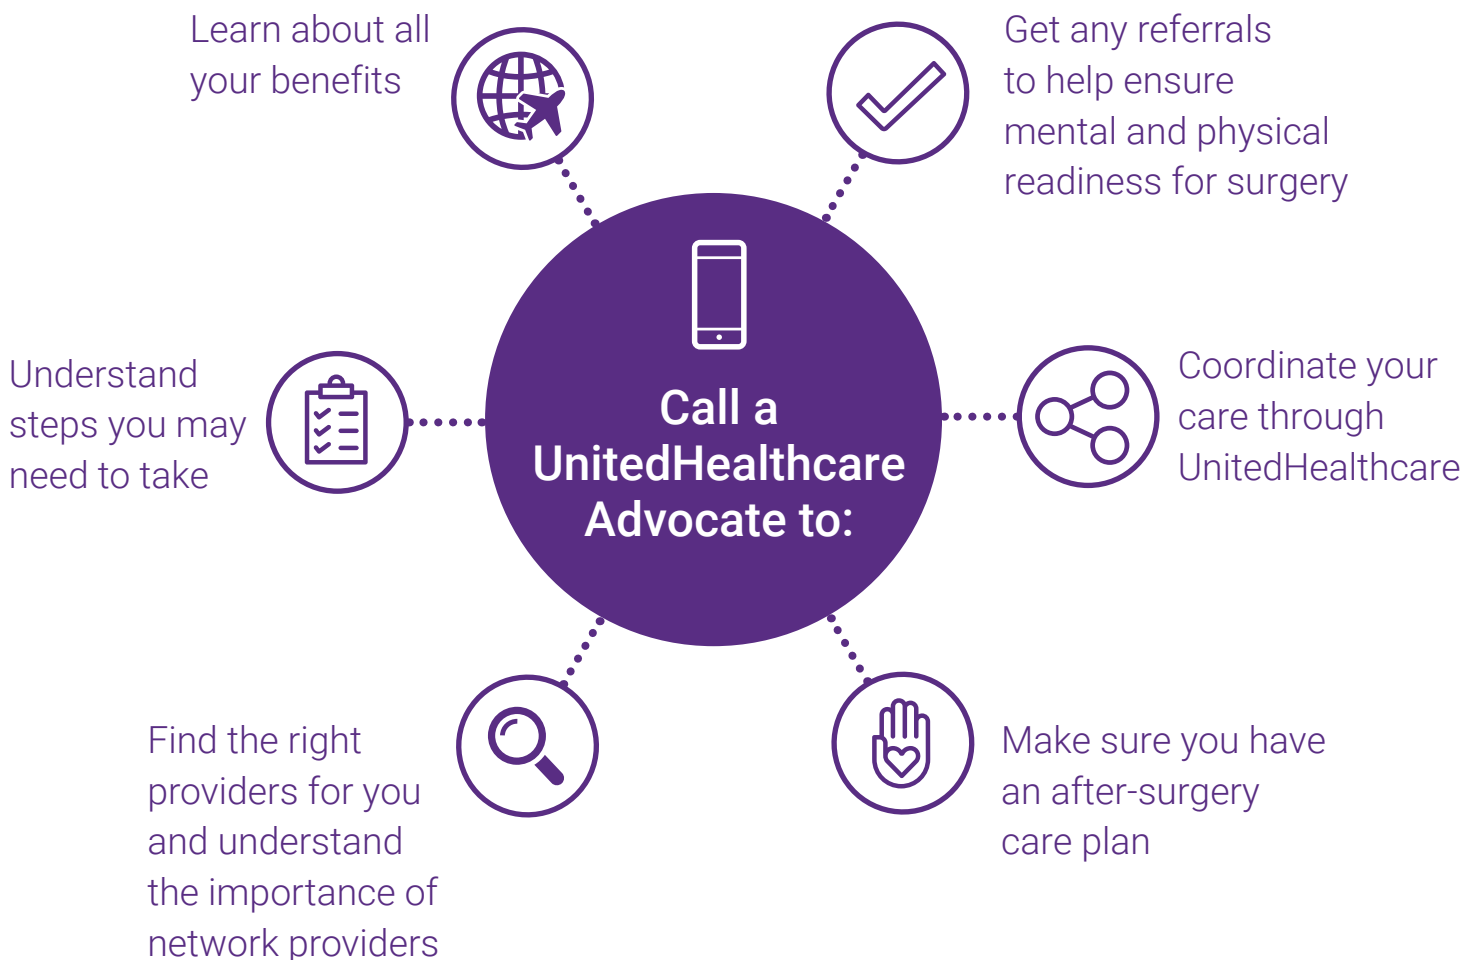 Learn about all
your benefits
Get any referrals
to help ensure
mental and physical
readiness for surgery
Call a
UnitedHealthcare
Advocate to:
Understand
steps you may
need to take
Coordinate your
care through
UnitedHealthcare
Find the right
providers for you
and understand
the importance of
network providers
Make sure you have
an after-surgery
care plan